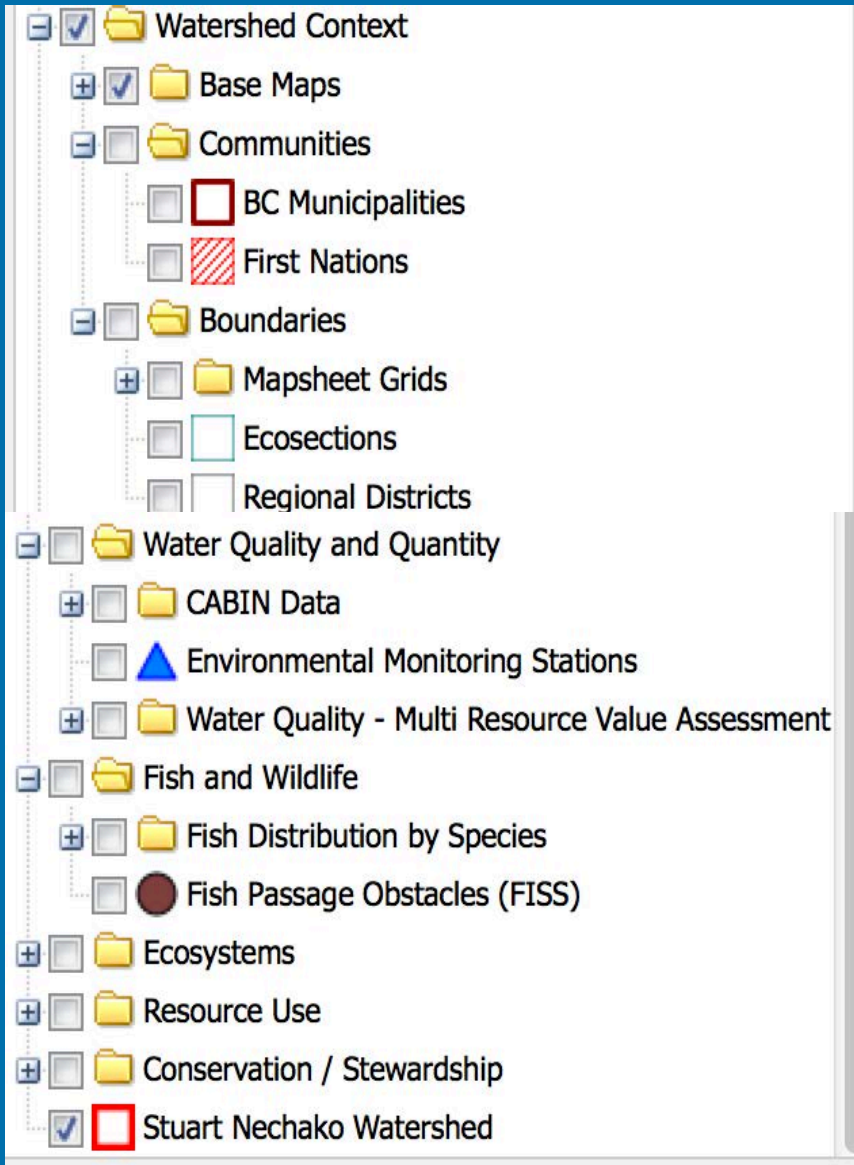 Watershed Context
Base Maps
Communities
BC Municipalities
First Nations
Boundaries
Mapsheet Grids
Ecosections
Regional Districts
Water Quality and Quantity
CABIN Data
Environmental Monitoring Stations
Water Quality - Multi Resource Value Assessment
Fish and Wildlife
Fish Distribution by Species
Fish Passage Obstacles (FISS)
Ecosystems
Resource Use
Conservation / Stewardship
Stuart Nechako Watershed